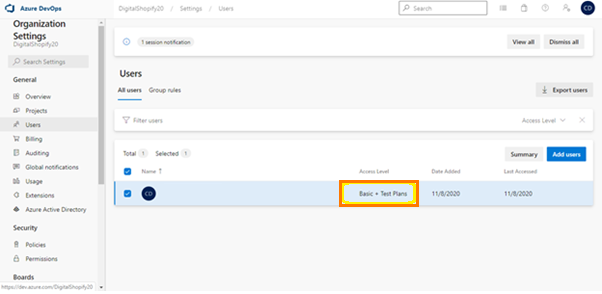 Azure DevOps
DigitalShopify20 / Settings / Users
Search
CD
Organization
Settings
DigitalShopify20
Search Settings
General
Overview
Projects
Users
Billing
Auditing
Global notifications
Usage
Extensions
Azure Active Directory
Security
Policies
Permissions
Boards
https://dev.azure.com/DigitalShopify20
1 session notification
View all
Dismiss all
Users
All users
Group rules
Export users
Filter users
Access Level
Total 1 Selected 1
Summary
Add users
Name ↑ Access Level Date Added Last Accessed
CD Basic + Test Plans 11/8/2020 11/8/2020